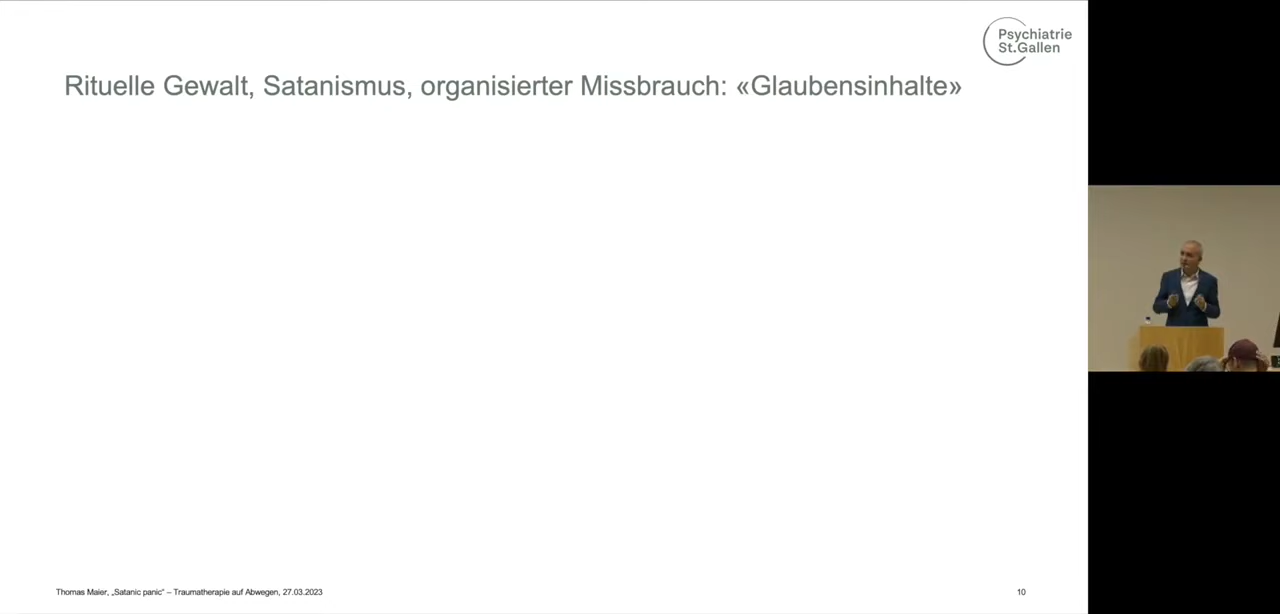 Psychiatrie
St.Gallen
Rituelle Gewalt, Satanismus, organisierter Missbrauch: «Glaubensinhalte»
Thomas Maier, „Satanic panic“ – Traumatherapie auf Abwegen, 27.03.2023
10